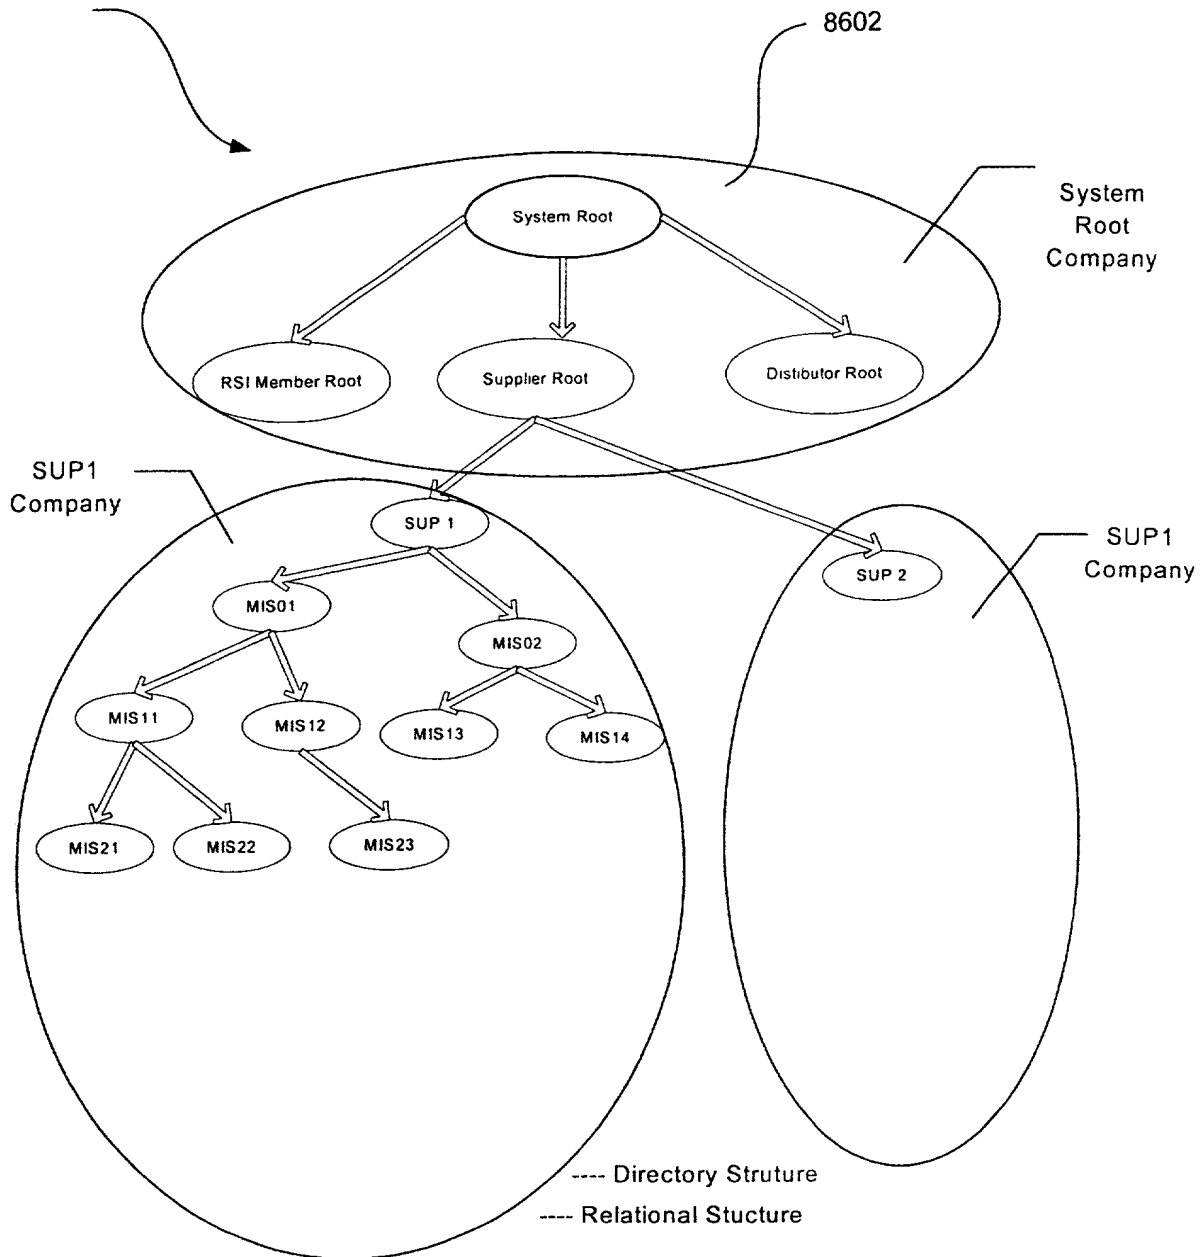 8602
System Root
System
Root
Company
RSI Member Root
Supplier Root
Distibutor Root
SUP1
Company
SUP 1
SUP1
Company
SUP 2
MIS01
MIS02
MIS11
MIS12
MIS13
MIS14
MIS21
MIS22
MIS23
---- Directory Struture
---- Relational Stucture